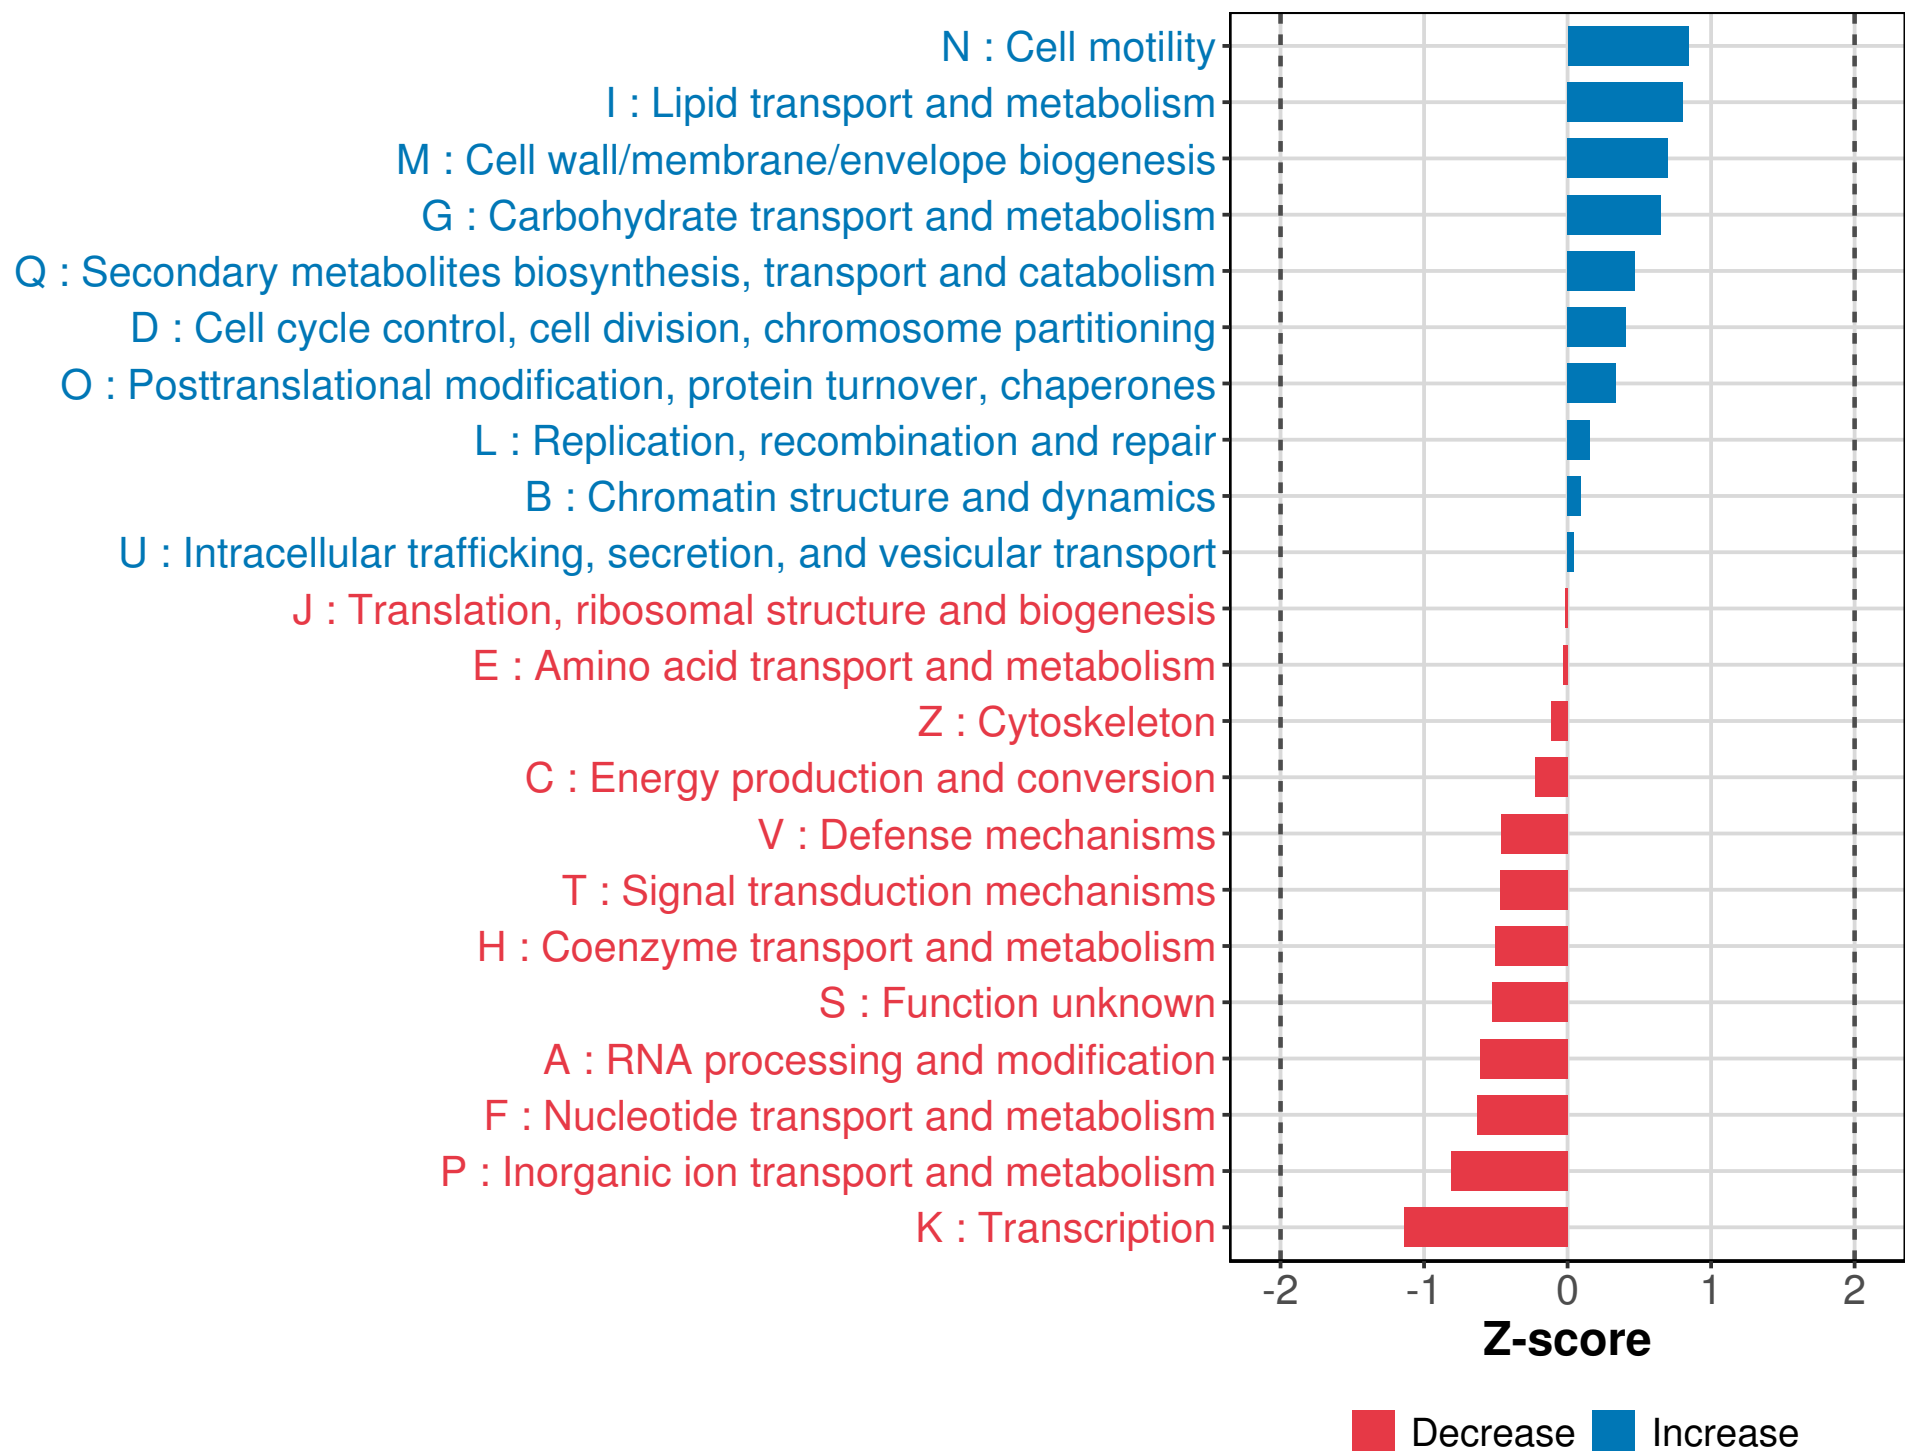 N : Cell motility
I : Lipid transport and metabolism
M : Cell wall/membrane/envelope biogenesis
G : Carbohydrate transport and metabolism
Q : Secondary metabolites biosynthesis, transport and catabolism
D : Cell cycle control, cell division, chromosome partitioning
O : Posttranslational modification, protein turnover, chaperones
L : Replication, recombination and repair
B : Chromatin structure and dynamics
U : Intracellular trafficking, secretion, and vesicular transport
J : Translation, ribosomal structure and biogenesis
E : Amino acid transport and metabolism
Z : Cytoskeleton
C : Energy production and conversion
V : Defense mechanisms
T : Signal transduction mechanisms
H : Coenzyme transport and metabolism
S : Function unknown
A : RNA processing and modification
F : Nucleotide transport and metabolism
P : Inorganic ion transport and metabolism
K : Transcription
-2 -1 0 1 2
Z-score
Decrease Increase